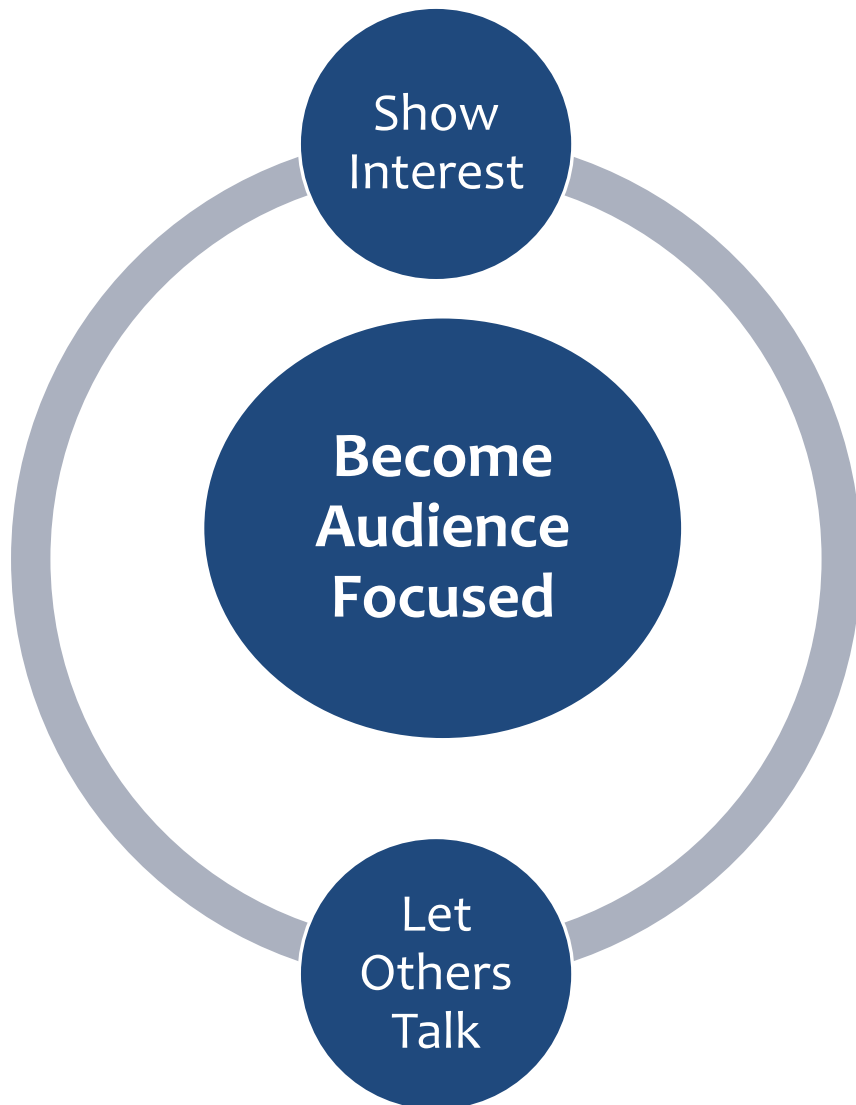 Show
Interest
Become
Audience
Focused
Let
Others
Talk